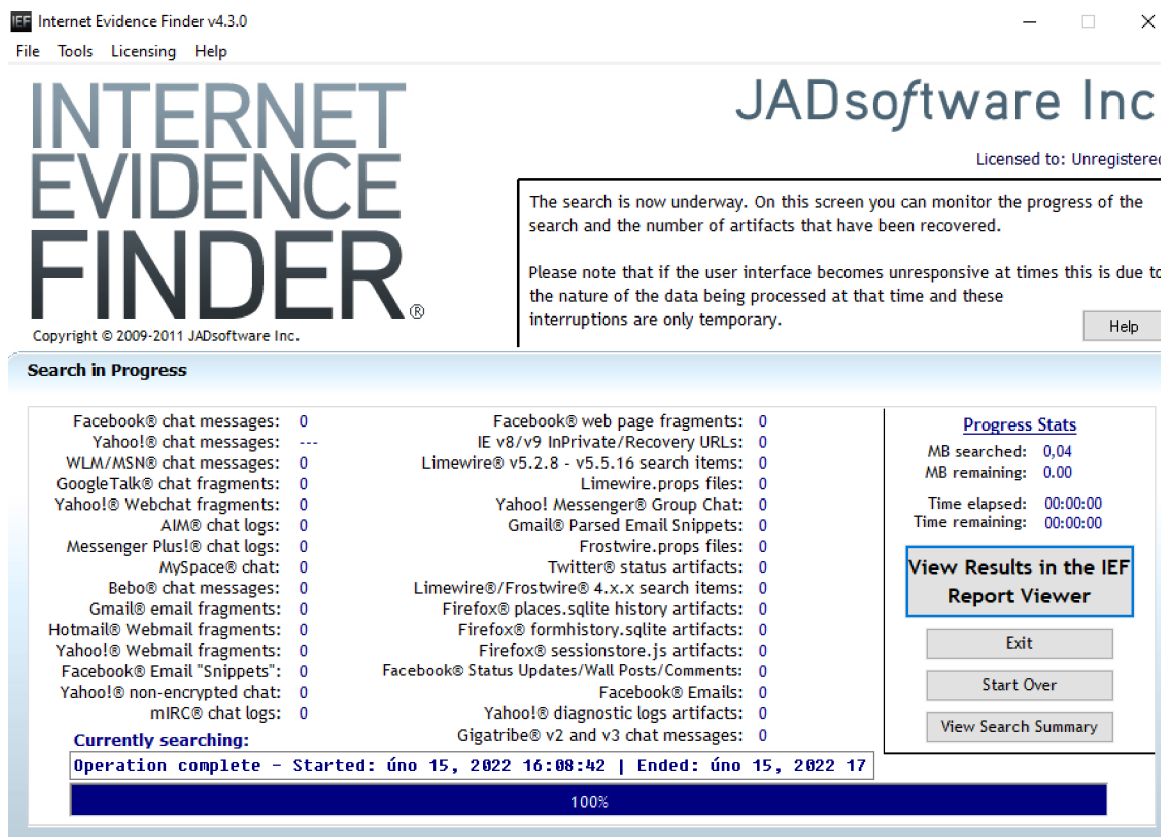 IEF Internet Evidence Finder v4.3.0
File Tools Licensing Help
INTERNET
EVIDENCE
FINDER®
Copyright © 2009-2011 JADsoftware Inc.
JADsoftware Inc
Licensed to: Unregistered
The search is now underway. On this screen you can monitor the progress of the
search and the number of artifacts that have been recovered.
Please note that if the user interface becomes unresponsive at times this is due to
the nature of the data being processed at that time and these
interruptions are only temporary.
Help
Search in Progress
Facebook® chat messages: 0
Yahoo!® chat messages: ---
WLM/MSN® chat messages: 0
GoogleTalk® chat fragments: 0
Yahoo!® Webchat fragments: 0
AIM® chat logs: 0
Messenger Plus!® chat logs: 0
MySpace® chat: 0
Bebo® chat messages: 0
Gmail® email fragments: 0
Hotmail® Webmail fragments: 0
Yahoo!® Webmail fragments: 0
Facebook® Email "Snippets": 0
Yahoo!® non-encrypted chat: 0
mIRC® chat logs: 0
Facebook® web page fragments: 0
IE v8/v9 InPrivate/Recovery URLs: 0
Limewire® v5.2.8 - v5.5.16 search items: 0
Limewire.props files: 0
Yahoo! Messenger® Group Chat: 0
Gmail® Parsed Email Snippets: 0
Frostwire.props files: 0
Twitter® status artifacts: 0
Limewire®/Frostwire® 4.x.x search items: 0
Firefox® places.sqlite history artifacts: 0
Firefox® formhistory.sqlite artifacts: 0
Firefox® sessionstore.js artifacts: 0
Facebook® Status Updates/Wall Posts/Comments: 0
Facebook® Emails: 0
Yahoo!® diagnostic logs artifacts: 0
Gigatribe® v2 and v3 chat messages: 0
Progress Stats
MB searched: 0,04
MB remaining: 0.00
Time elapsed: 00:00:00
Time remaining: 00:00:00
View Results in the IEF
Report Viewer
Exit
Start Over
View Search Summary
Currently searching:
Operation complete - Started: úno 15, 2022 16:08:42 | Ended: úno 15, 2022 17
100%